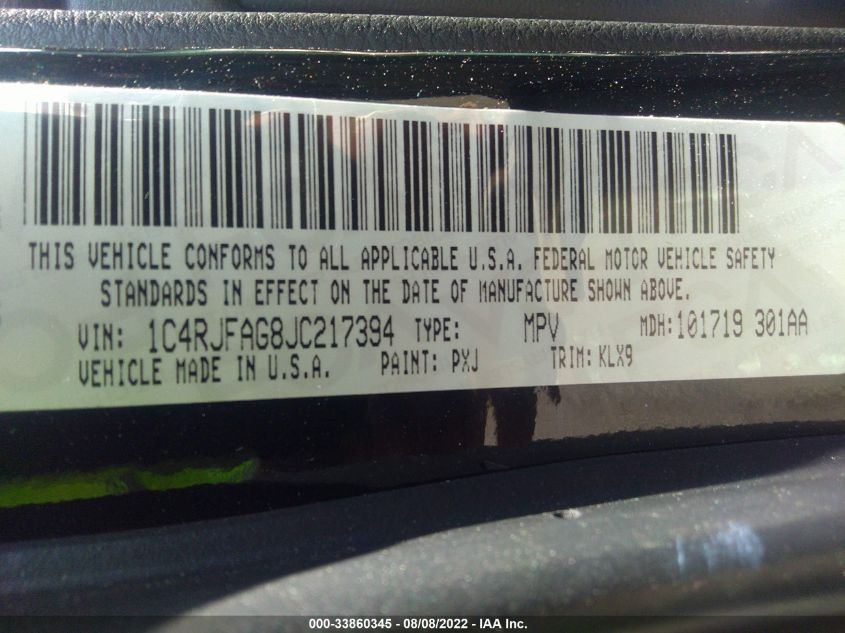 THIS VEHICLE CONFORMS TO ALL APPLICABLE U.S.A. FEDERAL MOTOR VEHICLE SAFETY
STANDARDS IN EFFECT ON THE DATE OF MANUFACTURE SHOWN ABOVE.
VIN: 1C4RJFAG8JC217394 TYPE: MPV MDH:101719 301AA
VEHICLE MADE IN U.S.A. PAINT: PXJ TRIM: KLX9
000-33860345 - 08/08/2022 - IAA Inc.